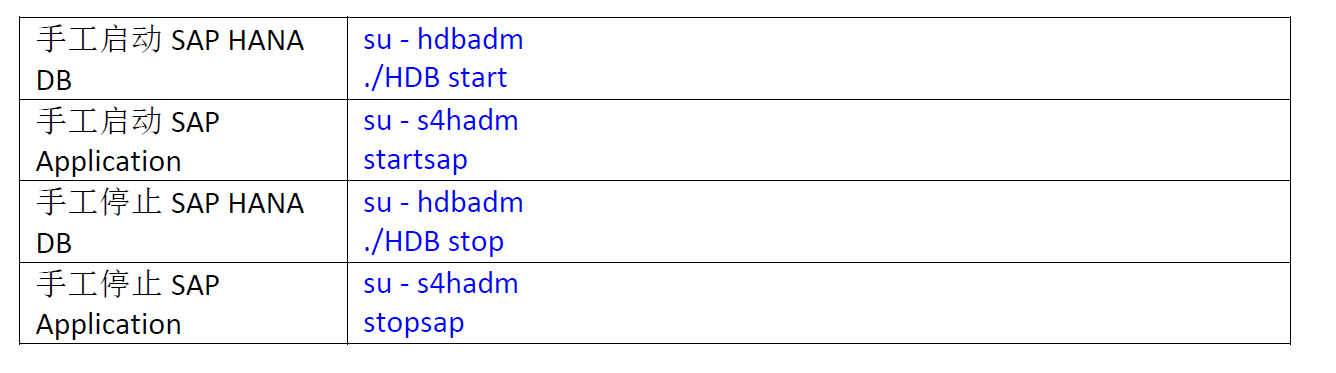 手工启动 SAP HANA
DB
su - hdbadm
./HDB start
手工启动 SAP
Application
su - s4hadm
startsap
手工停止 SAP HANA
DB
su - hdbadm
./HDB stop
手工停止 SAP
Application
su - s4hadm
stopsap